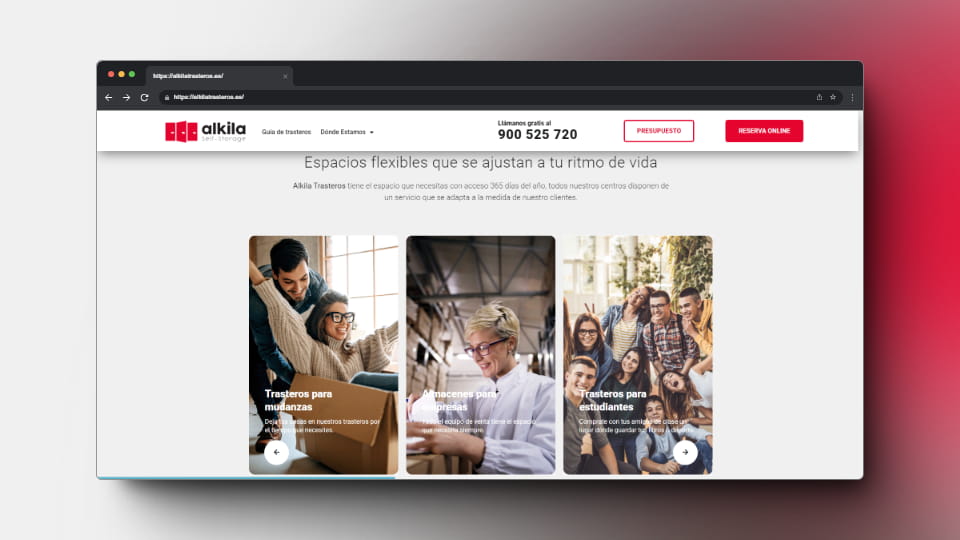 https://alkilatrasteros.es/
https://alkilatrasteros.es/
alkila
self-storage
Guía de trasteros
Dónde Estamos
Llámanos gratis al
900 525 720
PRESUPUESTO
RESERVA ONLINE
Espacios flexibles que se ajustan a tu ritmo de vida
Alkila Trasteros tiene el espacio que necesitas con acceso 365 días del año, todos nuestros centros disponen de
un servicio que se adapta a la medida de nuestro clientes.
Trasteros para
mudanzas
Deja tus cosas en nuestros trasteros por
el tiempo que necesites.
Almacenes para
empresas
equipo de venta tiene el espacio
que necesita siempre.
Trasteros para
estudiantes
Comparte con tus amigos de clase un
lugar donde guardar tus libros